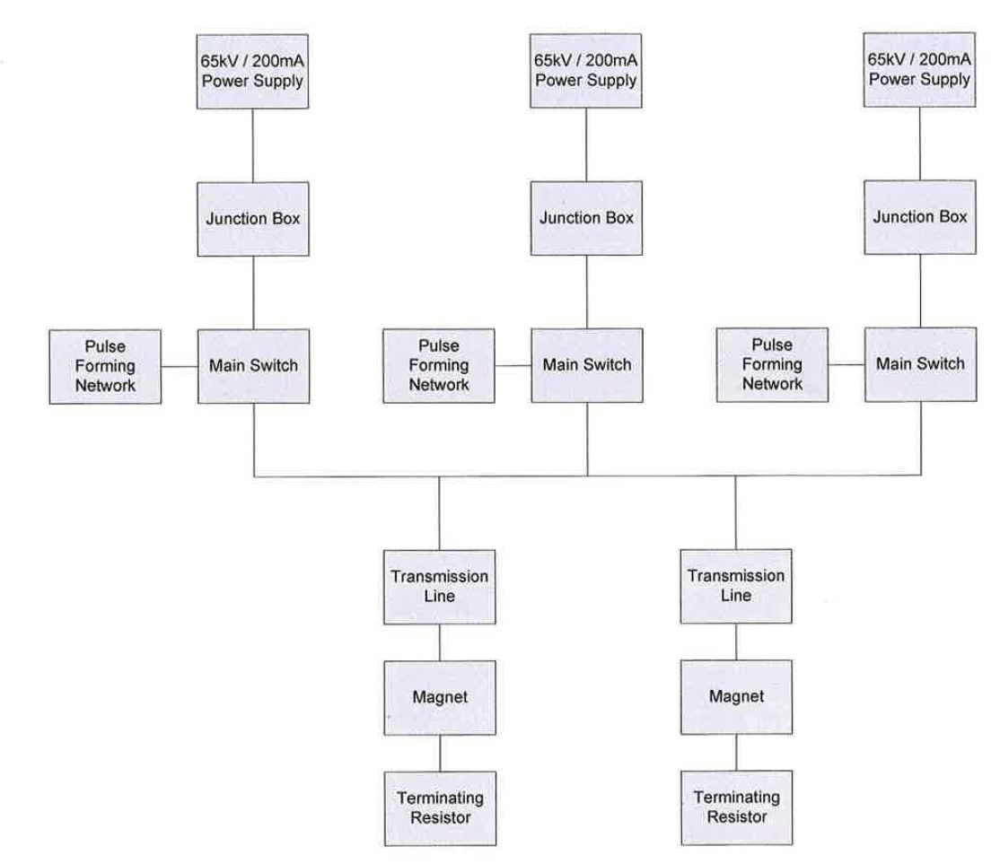 65kV / 200mA
Power Supply
65kV / 200mA
Power Supply
65kV / 200mA
Power Supply
Junction Box
Junction Box
Junction Box
Pulse
Forming
Network
Main Switch
Pulse
Forming
Network
Main Switch
Pulse
Forming
Network
Main Switch
Transmission
Line
Transmission
Line
Magnet
Magnet
Terminating
Resistor
Terminating
Resistor